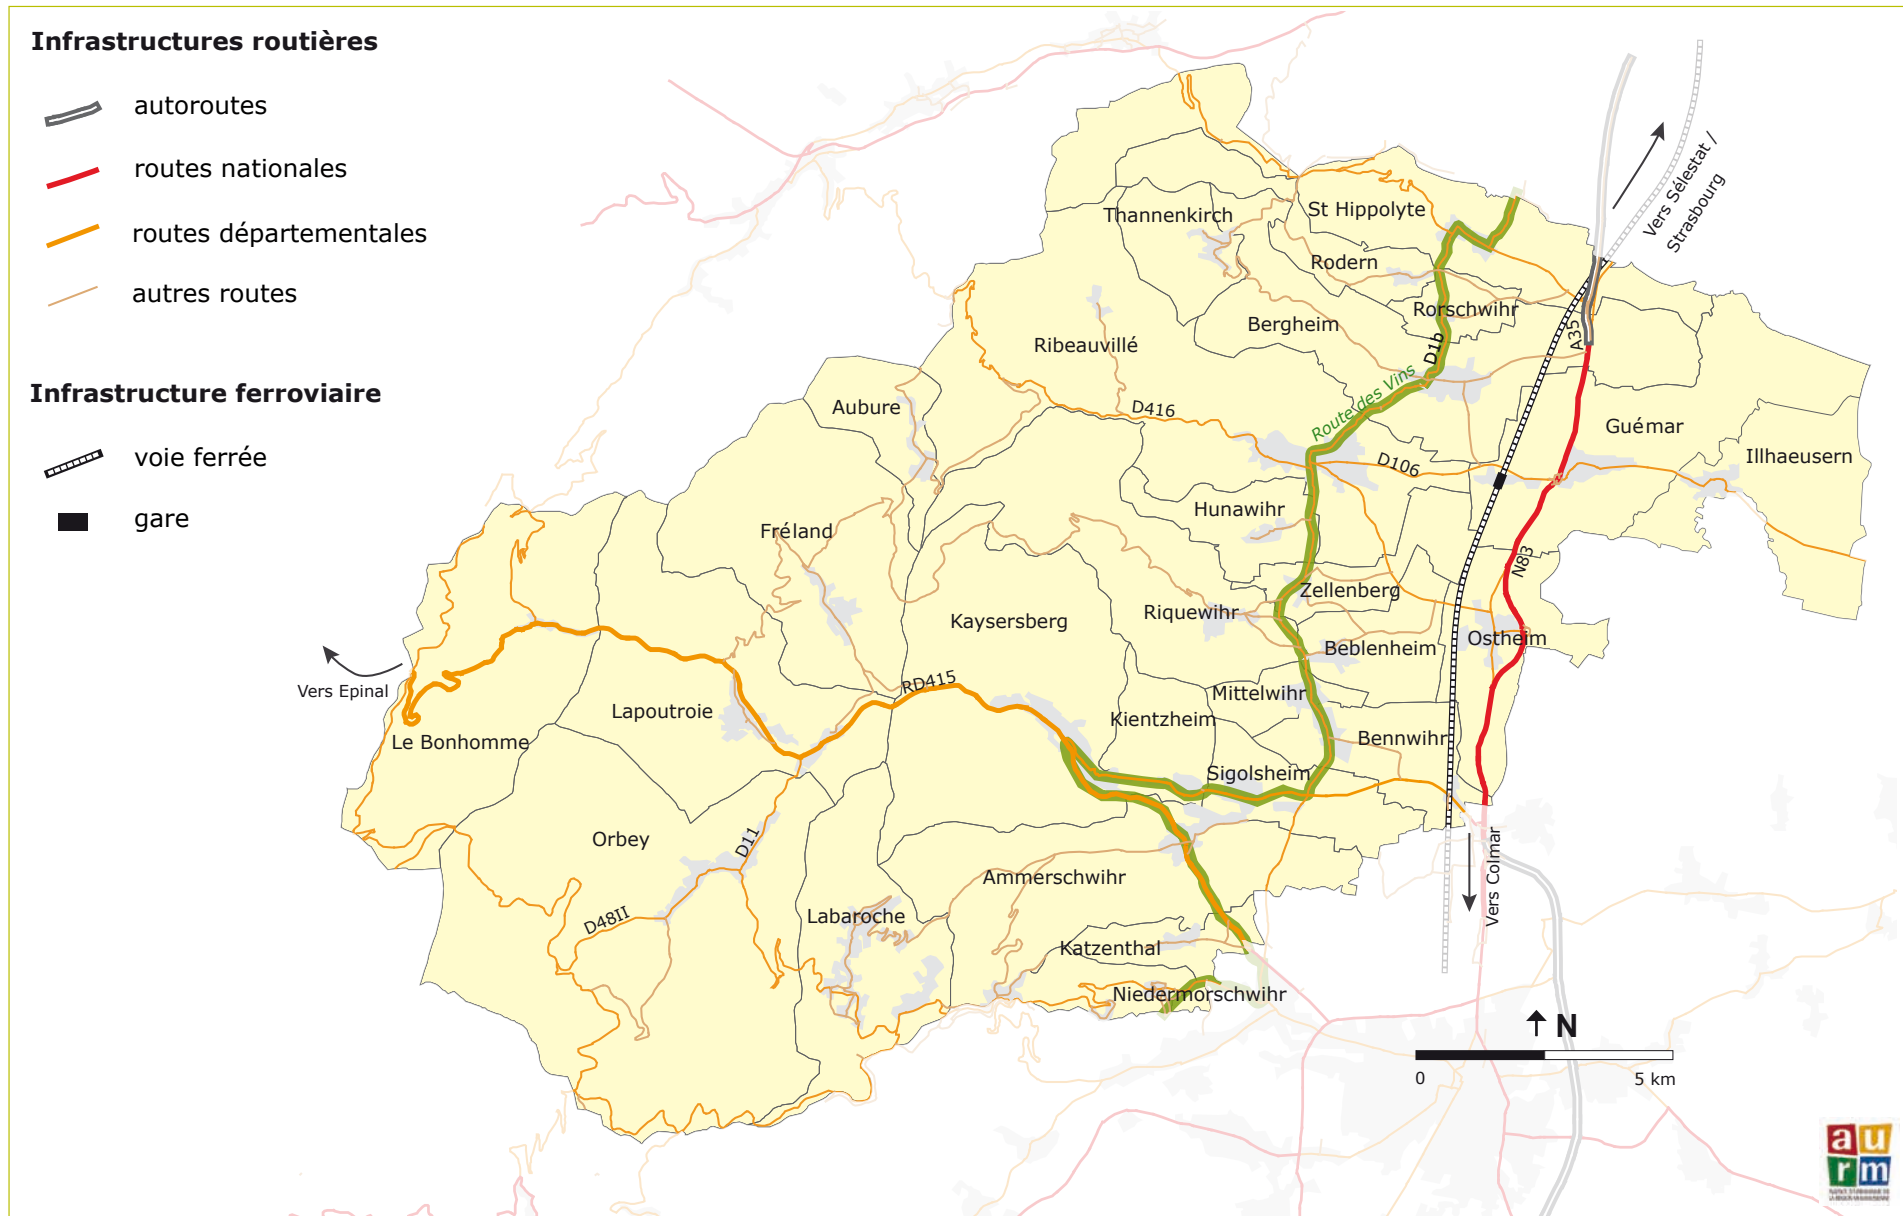 Infrastructures routières
autoroutes
routes nationales
routes départementales
autres routes
Infrastructure ferroviaire
voie ferrée
gare
Vers Sélestat /
Strasbourg
Thannenkirch
St Hippolyte
Rodern
Rorschwihr
Bergheim
A35
Ribeauvillé
D1b
Route des Vins
Aubure
D416
Guémar
D106
Illhaeusern
Hunawihr
Fréland
N83
Zellenberg
Kaysersberg
Riquewihr
Ostheim
Beblenheim
Vers Epinal
RD415
Mittelwihr
Lapoutroie
Kientzheim
Le Bonhomme
Bennwihr
Sigolsheim
Orbey
D11
Ammerschwihr
Vers Colmar
Labaroche
D48II
Katzenthal
Niedermorschwihr
N
0
5 km
au
rm